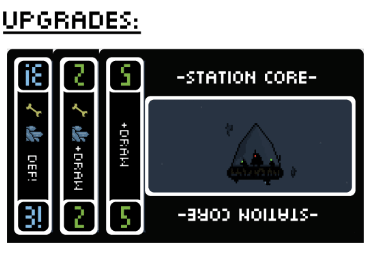 UPGRADES:
3! 2 5
DEF! +DRAW +DRAW
-STATION CORE-
-STATION CORE-
3! 2 5